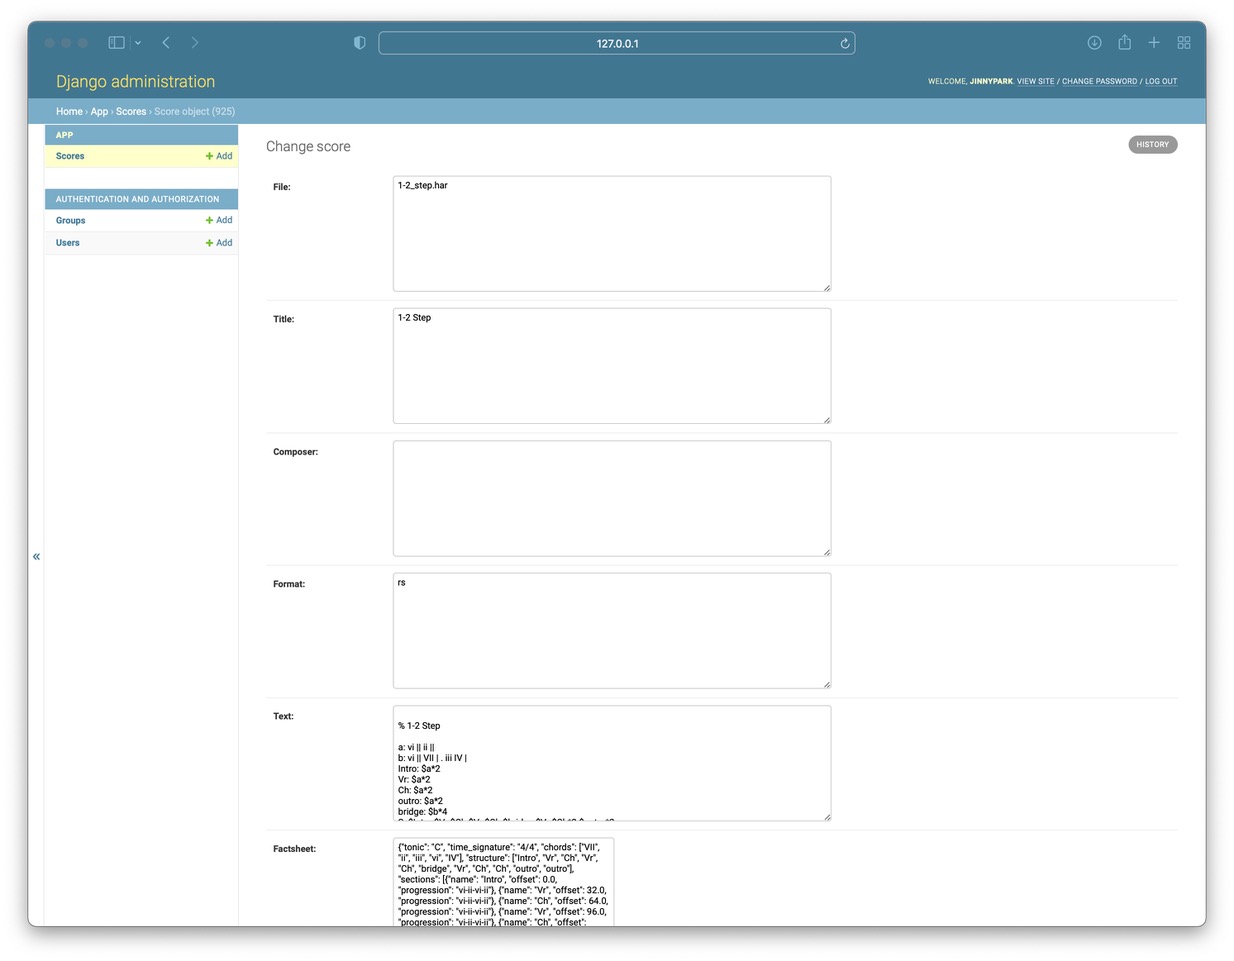 127.0.0.1
Django administration
WELCOME, JINNYPARK. VIEW SITE / CHANGE PASSWORD / LOG OUT
Home › App › Scores › Score object (925)
APP
Scores
+ Add
AUTHENTICATION AND AUTHORIZATION
Groups
+ Add
Users
+ Add
«
Change score
HISTORY
File:
1-2_step.har
Title:
1-2 Step
Composer:
Format:
rs
Text:
% 1-2 Step
a: vi || ii ||
b: vi || VII | . iii IV |
Intro: $a*2
Vr: $a*2
Ch: $a*2
outro: $a*2
bridge: $b*4
Factsheet:
{"tonic": "C", "time_signature": "4/4", "chords": ["VII",
"ii", "iii", "vi", "IV"], "structure": ["Intro", "Vr", "Ch", "Vr",
"Ch", "bridge", "Vr", "Ch", "Ch", "outro", "outro"],
"sections": [{"name": "Intro", "offset": 0.0,
"progression": "vi-ii-vi-ii"}, {"name": "Vr", "offset": 32.0,
"progression": "vi-ii-vi-ii"}, {"name": "Ch", "offset": 64.0,
"progression": "vi-ii-vi-ii"}, {"name": "Vr", "offset": 96.0,
"progression": "vi-ii-vi-ii"}, {"name": "Ch", "offset":